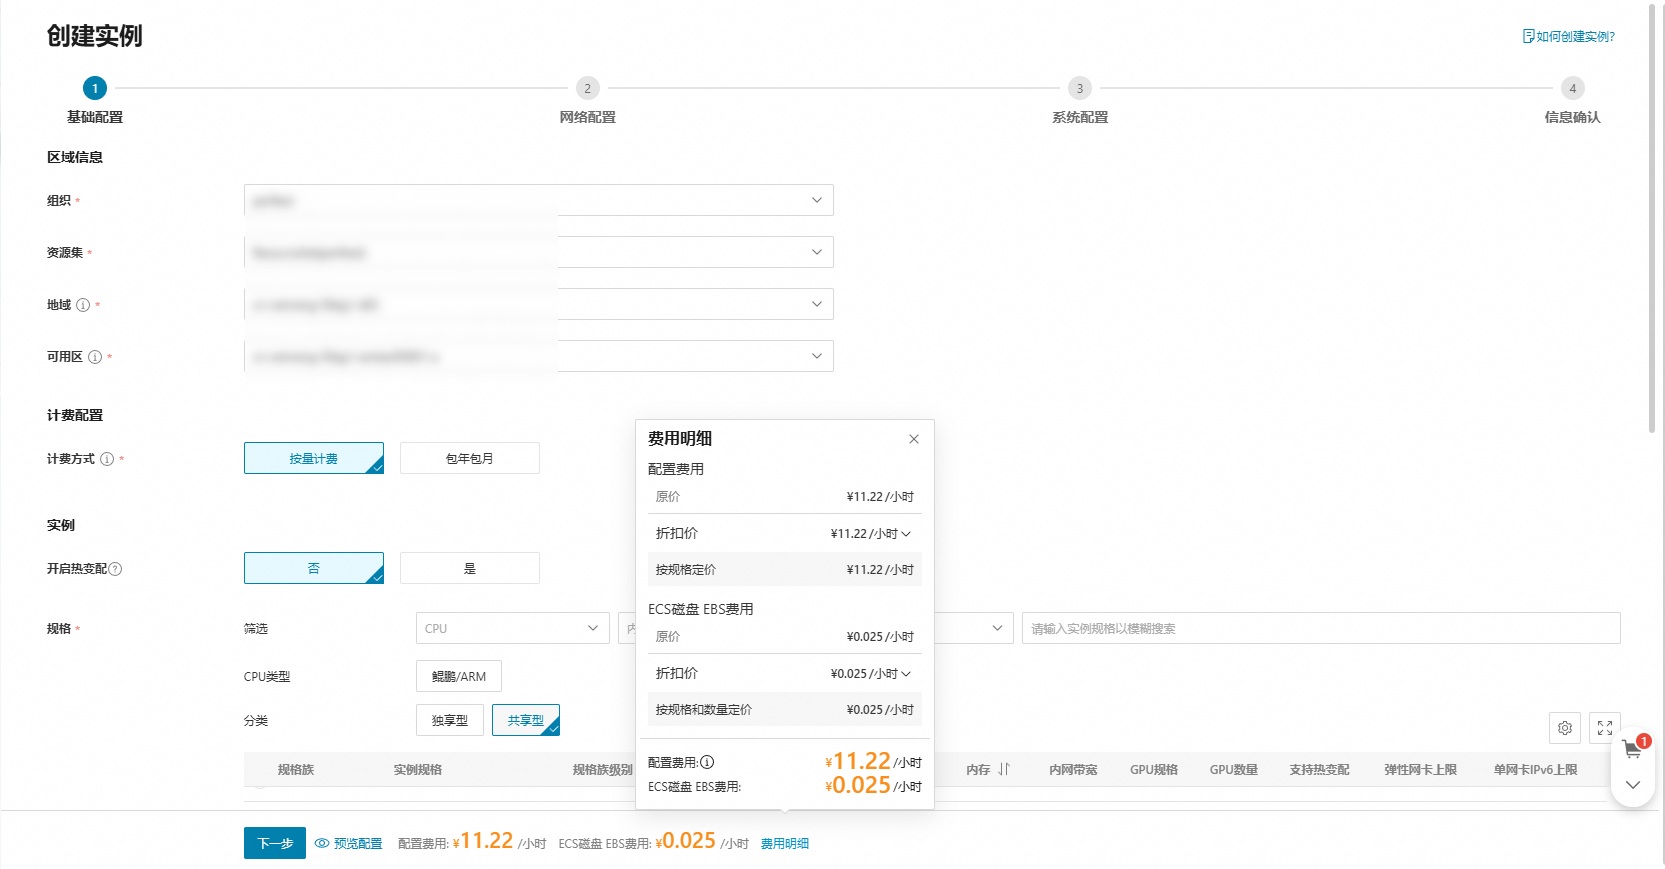 创建实例
如何创建实例?
1
2
3
4
基础配置
网络配置
系统配置
信息确认
区域信息
组织 *
资源集 *
地域 *
可用区 *
计费配置
计费方式 *
按量计费
包年包月
实例
开启热变配
否
是
规格 *
筛选
CPU
内
请输入实例规格以模糊搜索
CPU类型
鲲鹏/ARM
分类
独享型
共享型
规格族
实例规格
规格族级别
内存
内网带宽
GPU规格
GPU数量
支持热变配
弹性网卡上限
单网卡IPv6上限
1
费用明细
配置费用
原价 ¥11.22 /小时
折扣价 ¥11.22 /小时
按规格定价 ¥11.22 /小时
ECS磁盘 EBS费用
原价 ¥0.025 /小时
折扣价 ¥0.025 /小时
按规格和数量定价 ¥0.025 /小时
配置费用: ¥11.22 /小时
ECS磁盘 EBS费用: ¥0.025 /小时
下一步
预览配置
配置费用: ¥11.22 /小时
ECS磁盘 EBS费用: ¥0.025 /小时
费用明细